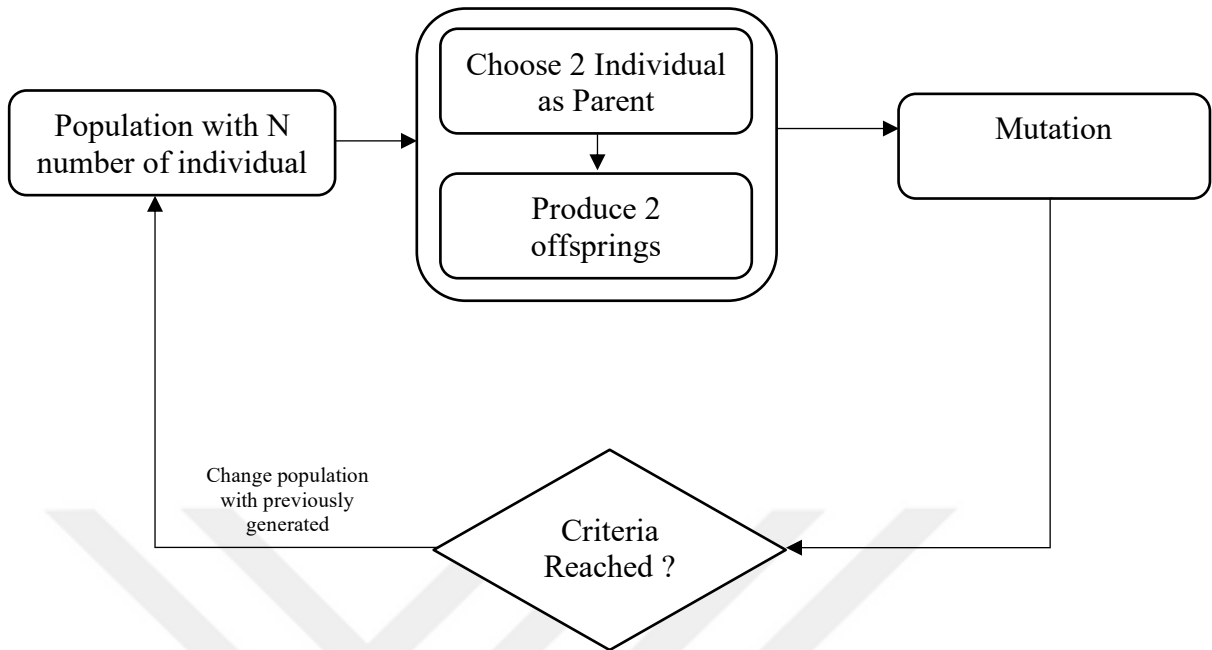 Population with N
number of individual
Choose 2 Individual
as Parent
Produce 2
offsprings
Mutation
Criteria
Reached ?
Change population
with previously
generated